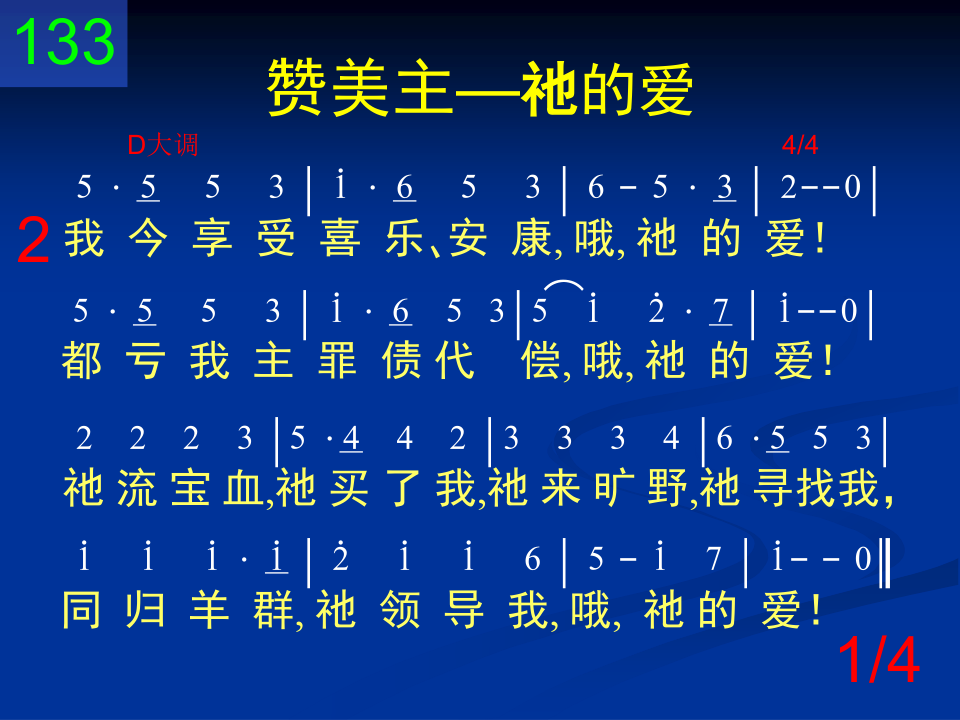 133
赞美主—祂的爱
D大调 4/4
5 · 5 5 3 | i · 6 5 3 | 6 - 5 · 3 | 2--0 |
2 我 今 享 受 喜 乐、安 康, 哦, 祂 的 爱!
5 · 5 5 3 | i · 6 5 3 | 5 i 2̇ · 7 | i--0 |
都 亏 我 主 罪 债 代 偿, 哦, 祂 的 爱!
2 2 2 3 | 5 · 4 4 2 | 3 3 3 4 | 6 · 5 5 3 |
祂 流 宝 血,祂 买 了 我,祂 来 旷 野,祂 寻 找 我,
i i i · i | 2̇ i i 6 | 5 - i 7 | i - - 0 ‖
同 归 羊 群, 祂 领 导 我, 哦, 祂 的 爱!
1/4